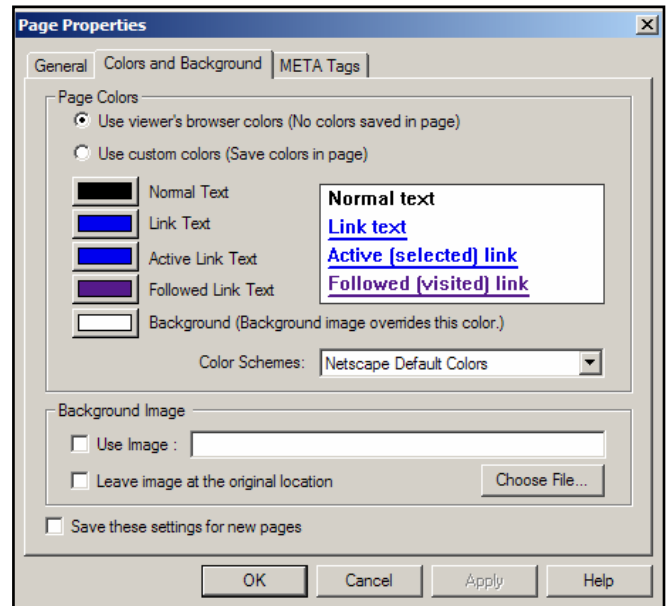 Page Properties
General Colors and Background META Tags
Page Colors
Use viewer's browser colors (No colors saved in page)
Use custom colors (Save colors in page)
Normal Text
Link Text
Active Link Text
Followed Link Text
Normal text
Link text
Active (selected) link
Followed (visited) link
Background (Background image overrides this color.)
Color Schemes: Netscape Default Colors
Background Image
Use Image :
Leave image at the original location Choose File...
Save these settings for new pages
OK Cancel Apply Help